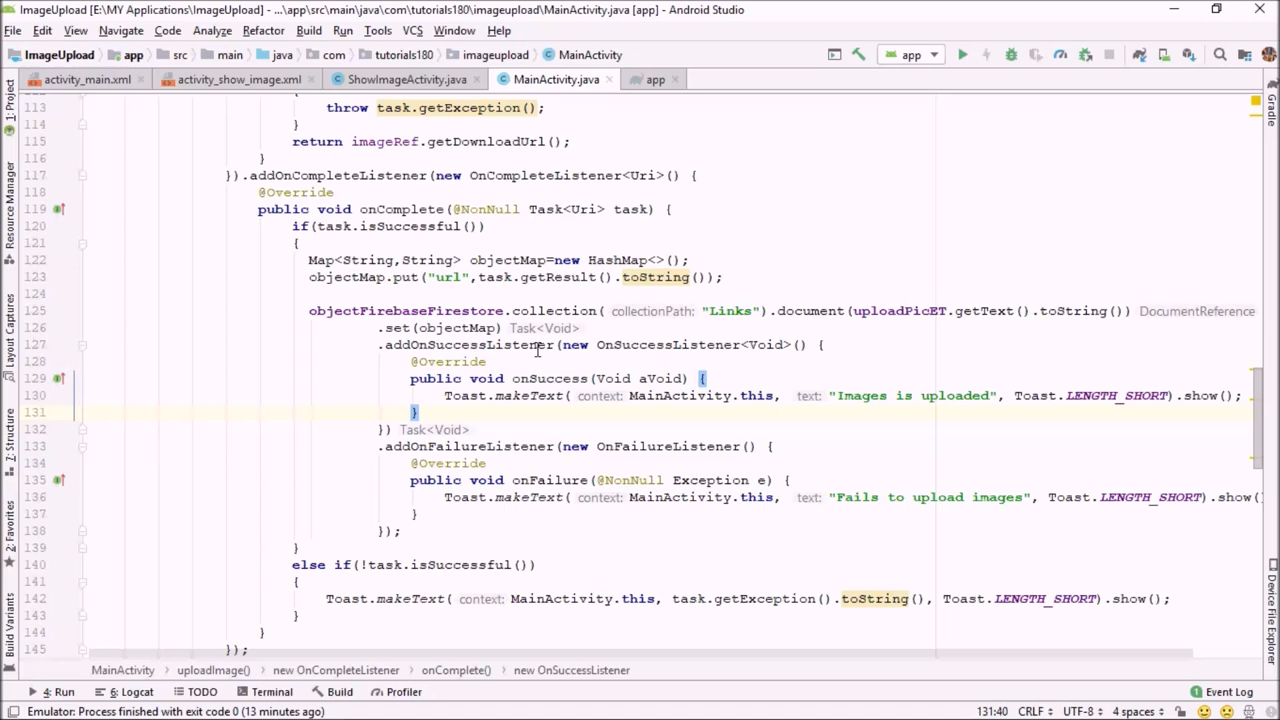 ImageUpload [E:\MY Applications\ImageUpload] - ...\app\src\main\java\com\tutorials180\imageupload\MainActivity.java [app] - Android Studio
File Edit View Navigate Code Analyze Refactor Build Run Tools VCS Window Help
ImageUpload app src main java com tutorials180 imageupload MainActivity app
activity_main.xml activity_show_image.xml ShowImageActivity.java MainActivity.java app
113 throw task.getException();
114 }
115 return imageRef.getDownloadUrl();
116 }
117 }).addOnCompleteListener(new OnCompleteListener<Uri>() {
118 @Override
119 public void onComplete(@NonNull Task<Uri> task) {
120 if(task.isSuccessful())
121 {
122 Map<String,String> objectMap=new HashMap<>();
123 objectMap.put("url",task.getResult().toString());
124
125 objectFirebaseFirestore.collection( collectionPath: "Links").document(uploadPicET.getText().toString()) DocumentReference
126 .set(objectMap) Task<Void>
127 .addOnSuccessListener(new OnSuccessListener<Void>() {
128 @Override
129 public void onSuccess(Void aVoid) {
130 Toast.makeText( context: MainActivity.this, text: "Images is uploaded", Toast.LENGTH_SHORT).show();
131 }
132 }) Task<Void>
133 .addOnFailureListener(new OnFailureListener() {
134 @Override
135 public void onFailure(@NonNull Exception e) {
136 Toast.makeText( context: MainActivity.this, text: "Fails to upload images", Toast.LENGTH_SHORT).show()
137 }
138 });
139 }
140 else if(!task.isSuccessful())
141 {
142 Toast.makeText( context: MainActivity.this, task.getException().toString(), Toast.LENGTH_SHORT).show();
143 }
144 }
145 });
MainActivity uploadImage() new OnCompleteListener onComplete() new OnSuccessListener
4: Run 6: Logcat TODO Terminal Build Profiler Event Log
Emulator: Process finished with exit code 0 (13 minutes ago) 131:40 CRLF UTF-8 4 spaces
1: Project
Resource Manager
Layout Captures
7: Structure
2: Favorites
Build Variants
Gradle
Device File Explorer